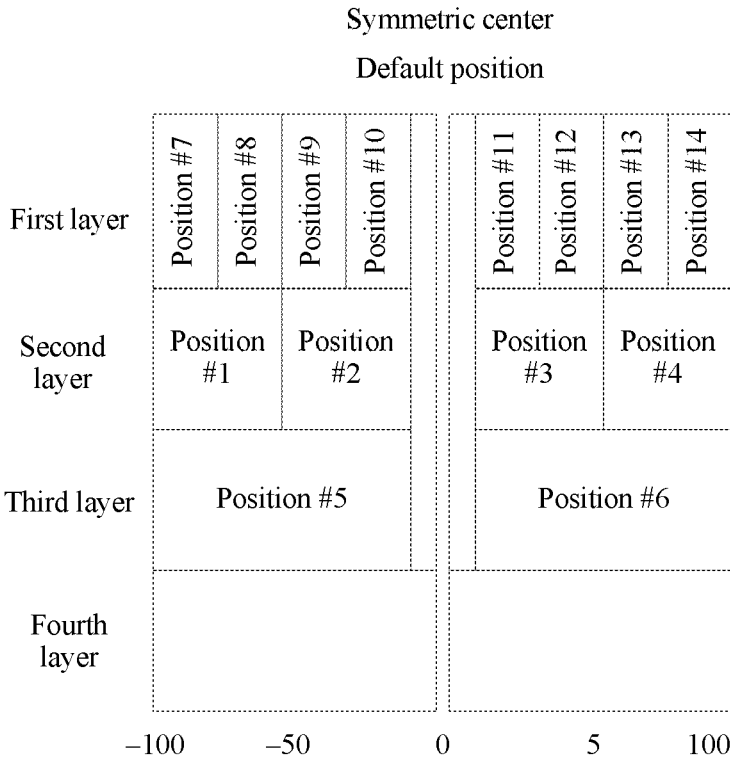 Symmetric center
Default position
First layer
Position #7
Position #8
Position #9
Position #10
Position #11
Position #12
Position #13
Position #14
Second
layer
Position
#1
Position
#2
Position
#3
Position
#4
Third layer
Position #5
Position #6
Fourth
layer
–100
–50
0
5
100